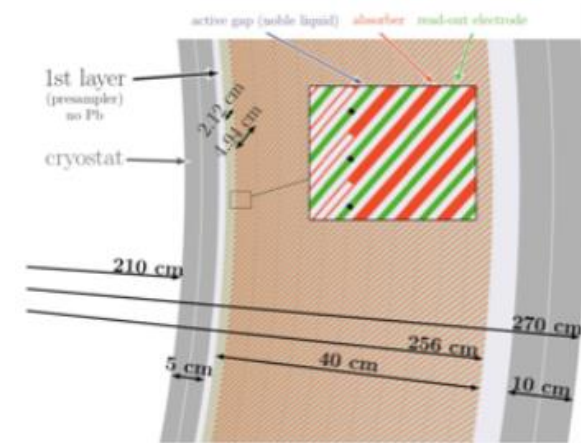 active gap (noble liquid) absorber read-out electrode
1st layer
(presampler)
no Pb
2.12 cm
1.94 cm
cryostat
210 cm
270 cm
256 cm
40 cm
5 cm
10 cm